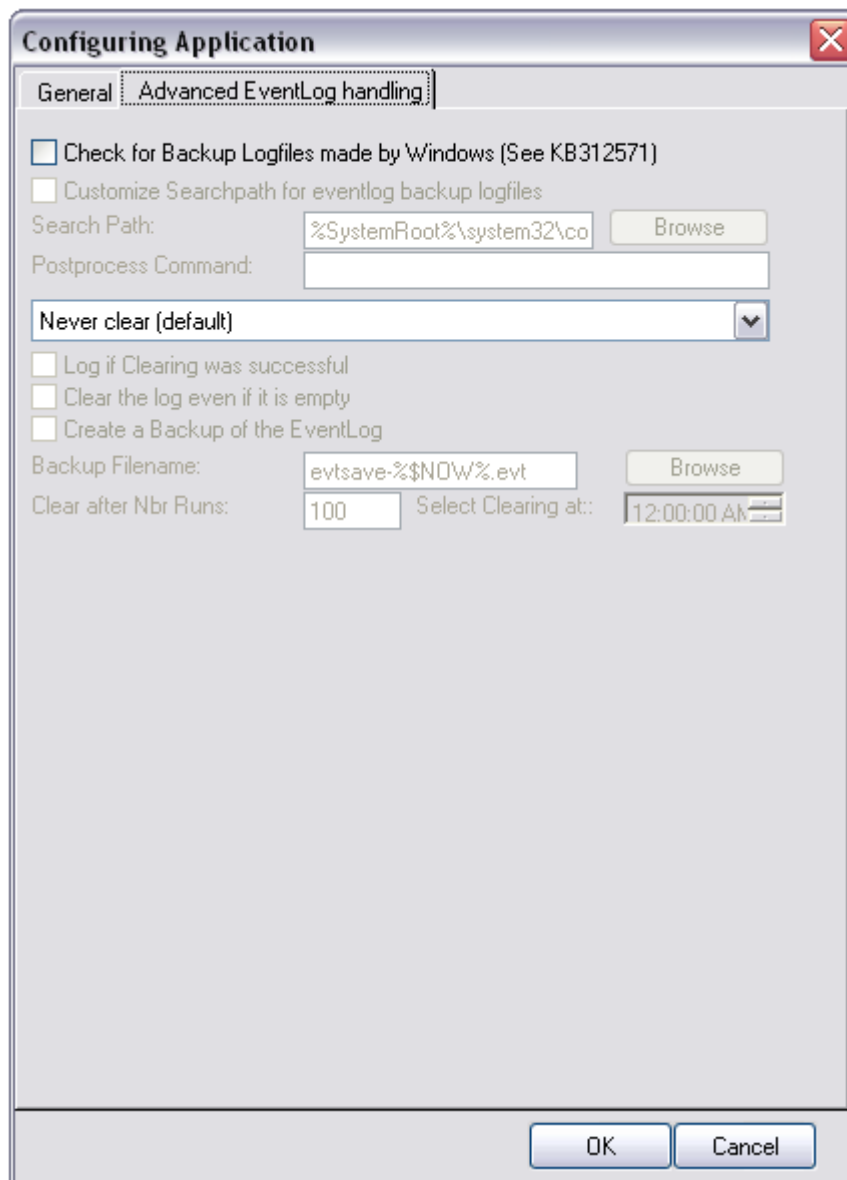 Configuring Application
General Advanced EventLog handling
Check for Backup Logfiles made by Windows (See KB312571)
Customize Searchpath for eventlog backup logfiles
Search Path: %SystemRoot%\system32\co Browse
Postprocess Command:
Never clear (default)
Log if Clearing was successful
Clear the log even if it is empty
Create a Backup of the EventLog
Backup Filename: evtsave-%$NOW%.evt Browse
Clear after Nbr Runs: 100 Select Clearing at:: 12:00:00 AM
OK Cancel